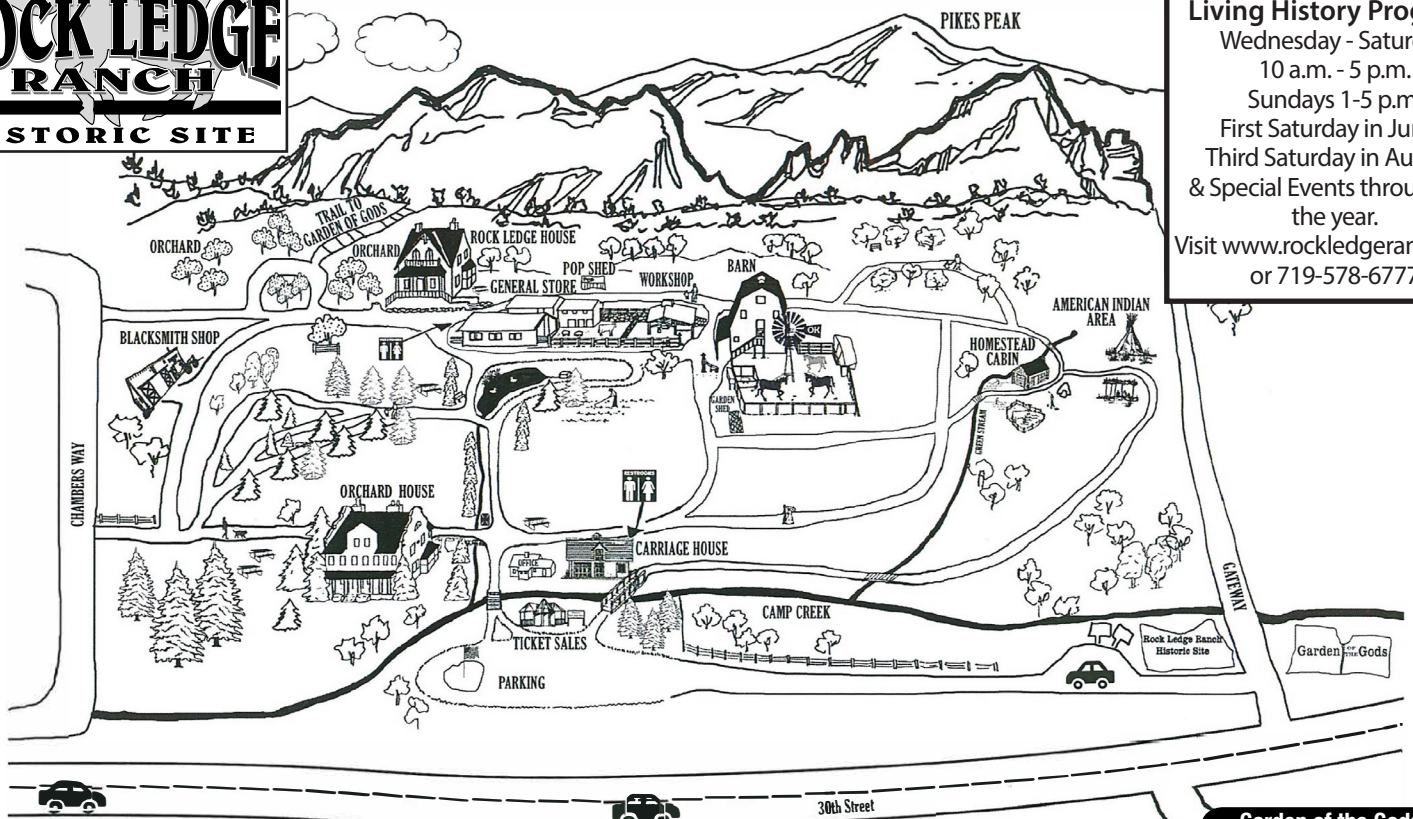 OCK LEDGE
RANCH
STORIC SITE
PIKES PEAK
Living History Prog
Wednesday - Satur
10 a.m. - 5 p.m.
Sundays 1-5 p.m
First Saturday in Ju
Third Saturday in Au
& Special Events throu
the year.
Visit www.rockledgeran
or 719-578-6777
TRAIL TO
GARDEN OF GODS
ORCHARD
ORCHARD
ROCK LEDGE HOUSE
POP SHED
GENERAL STORE
WORKSHOP
BARN
OK
AMERICAN INDIAN
AREA
HOMESTEAD
CABIN
BLACKSMITH SHOP
GARDEN
SHED
GREEN STREAM
CHAMBERS WAY
RESTROOMS
ORCHARD HOUSE
OFFICE
CARRIAGE HOUSE
GATEWAY
CAMP CREEK
TICKET SALES
Rock Ledge Ranch
Historic Site
Garden OF THE Gods
PARKING
30th Street
Garden of the God